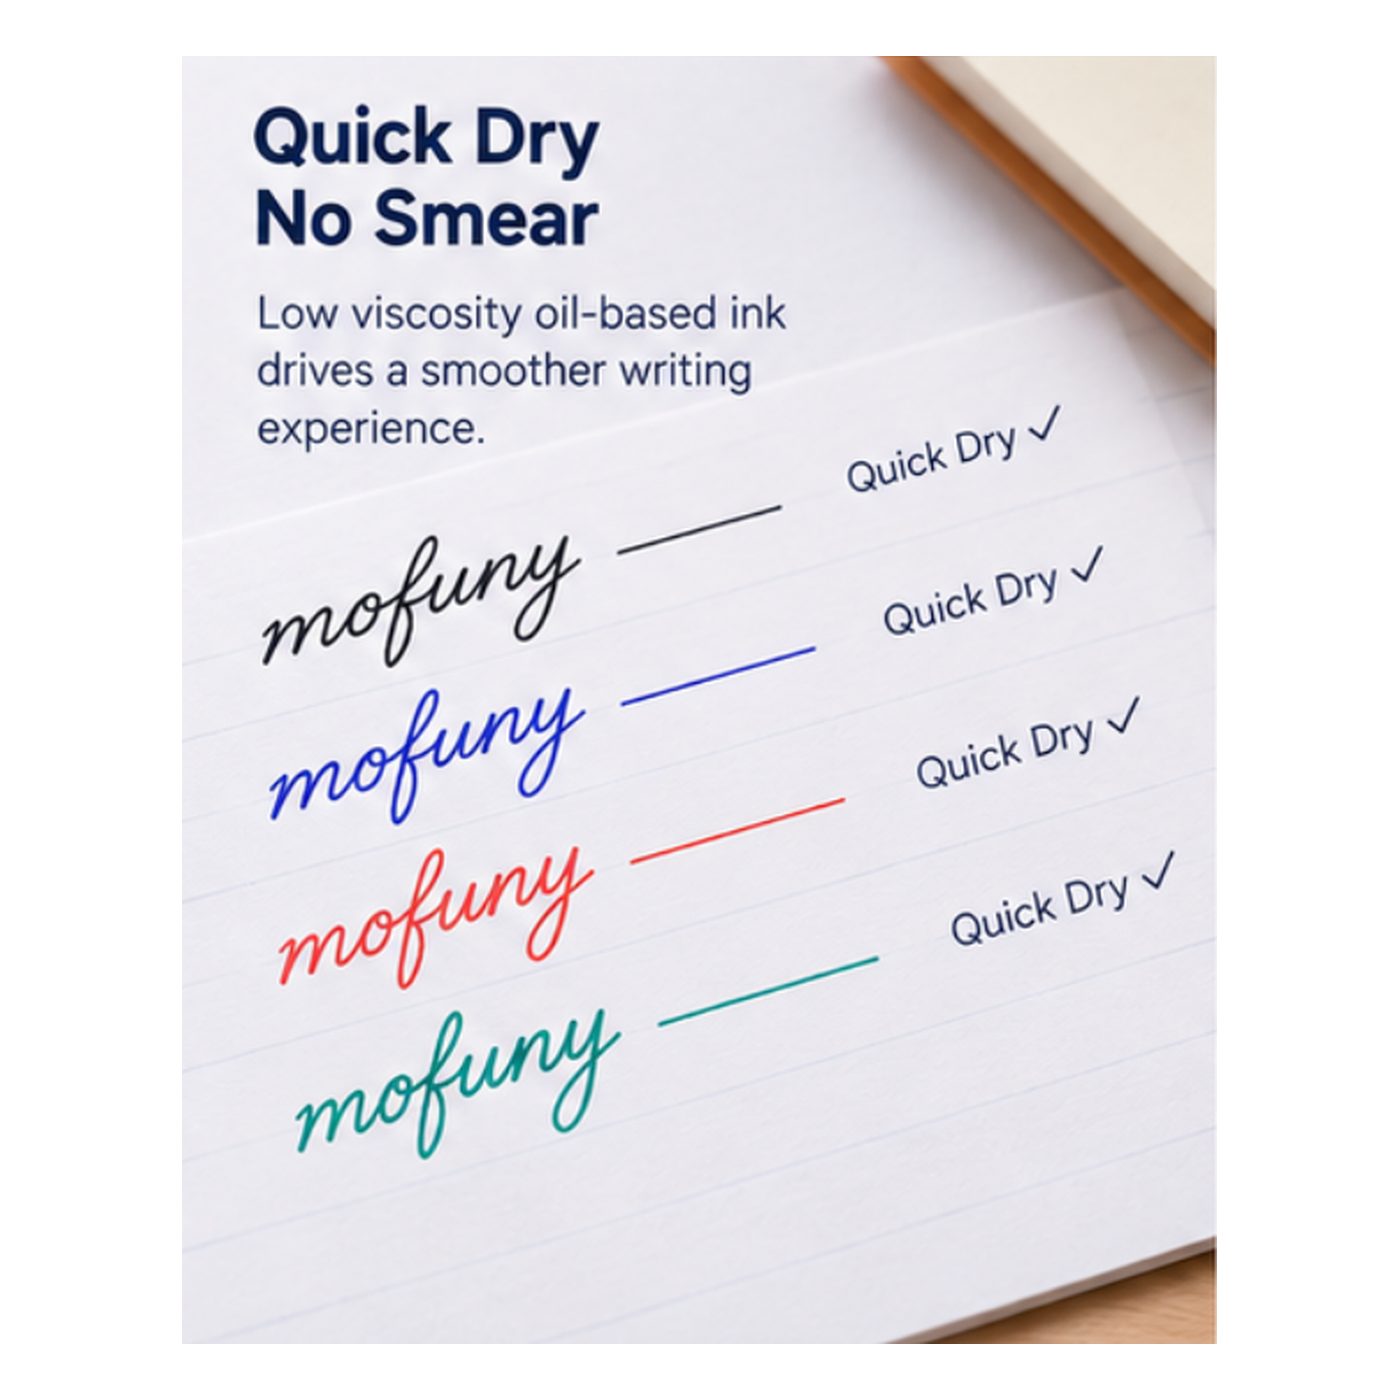 Quick Dry
No Smear
Low viscosity oil-based ink
drives a smoother writing
experience.
mofuny — Quick Dry ✓
mofuny — Quick Dry ✓
mofuny — Quick Dry ✓
mofuny — Quick Dry ✓